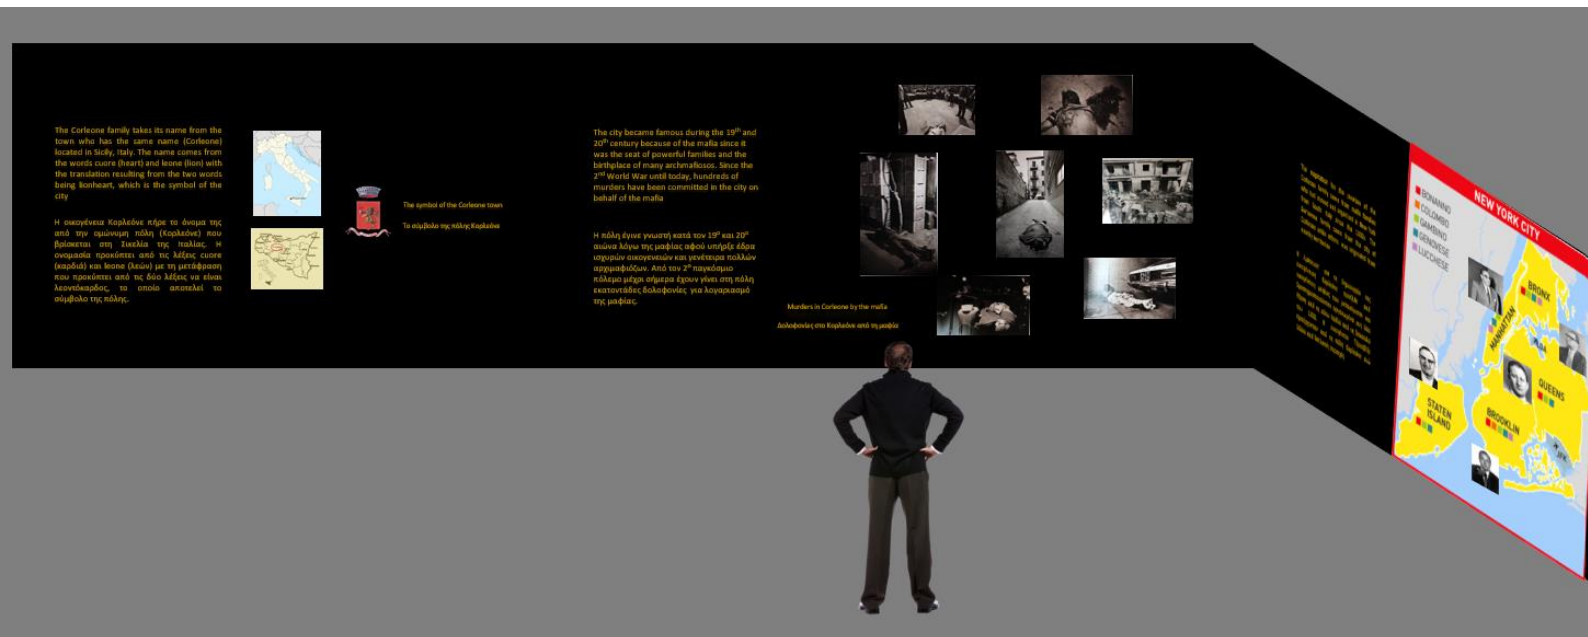 The Corleone family takes its name from the
town who has the same name (Corleone)
located in Sicily, Italy. The name comes from
the words cuore (heart) and leone (lion) with
the translation resulting from the two words
being lionheart, which is the symbol of the
city
Η οικογένεια Κορλεόνε πήρε το όνομα της
από την ομώνυμη πόλη (Κορλεόνε) που
βρίσκεται στη Σικελία της Ιταλίας. Η
ονομασία προκύπτει από τις λέξεις cuore
(καρδιά) και leone (λεών) με τη μετάφραση
που προκύπτει από τις δύο λέξεις να είναι
λεοντόκαρδος, το οποίο αποτελεί το
σύμβολο της πόλης.
The symbol of the Corleone town
Το σύμβολο της πόλης Κορλεόνε
The city became famous during the 19th and
20th century because of the mafia since it
was the seat of powerful families and the
birthplace of many archmafiosos. Since the
2nd World War until today, hundreds of
murders have been committed in the city on
behalf of the mafia
Η πόλη έγινε γνωστή κατά τον 19ο και 20ο
αιώνα λόγω της μαφίας αφού υπήρξε έδρα
ισχυρών οικογενειών και γενέτειρα πολλών
αρχιμαφιόζων. Από τον 2ο παγκόσμιο
πόλεμο μέχρι σήμερα έχουν γίνει στη πόλη
εκατοντάδες δολοφονίες για λογαριασμό
της μαφίας.
Murders in Corleone by the mafia
Δολοφονίες στο Κορλεόνε από τη μαφία
NEW YORK CITY
BONANNO
COLOMBO
GAMBINO
GENOVESE
LUCCHESE
BRONX
MANHATTAN
QUEENS
STATEN
ISLAND
BROOKLIN
JFK